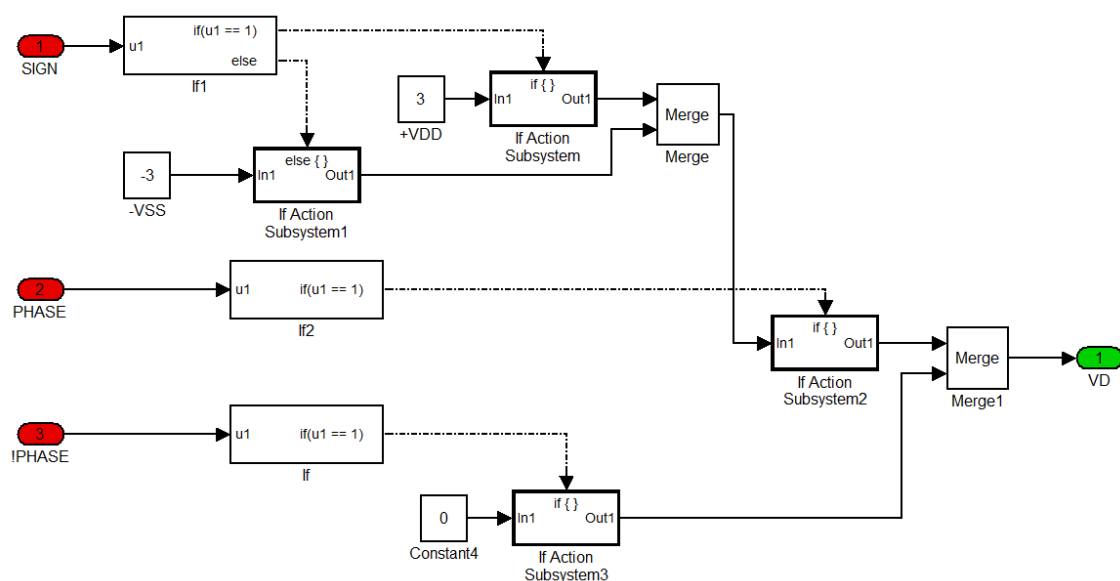 1
SIGN
u1
if(u1 == 1)
else
If1
3
+VDD
if { }
In1
Out1
If Action
Subsystem
Merge
Merge
-3
-VSS
else { }
In1
Out1
If Action
Subsystem1
2
PHASE
u1
if(u1 == 1)
If2
if { }
In1
Out1
If Action
Subsystem2
Merge
Merge1
1
VD
3
!PHASE
u1
if(u1 == 1)
If
0
Constant4
if { }
In1
Out1
If Action
Subsystem3